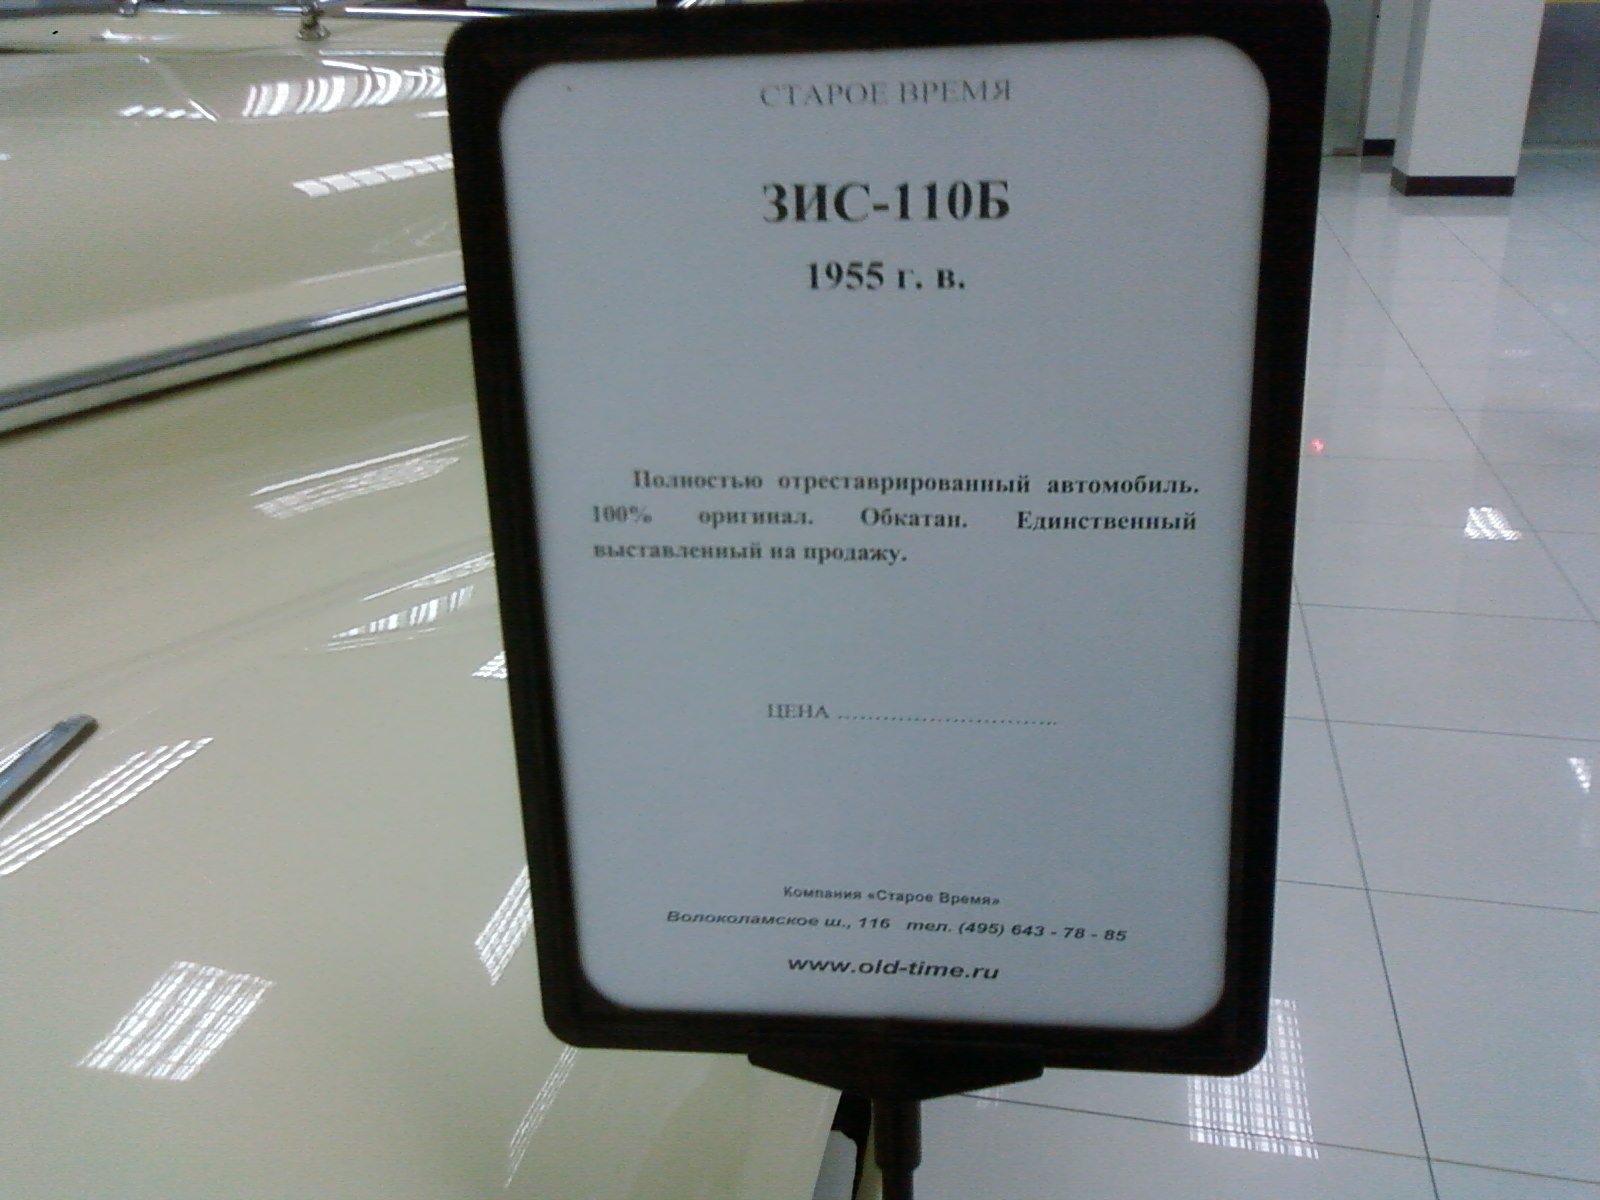 СТАРОЕ ВРЕМЯ
ЗИС-110Б
1955 г. в.
Полностью отреставрированный автомобиль.
100% оригинал. Обкатан. Единственный
выставленный на продажу.
ЦЕНА ................................
Компания «Старое Время»
Волоколамское ш., 116 тел. (495) 643 - 78 - 85
www.old-time.ru